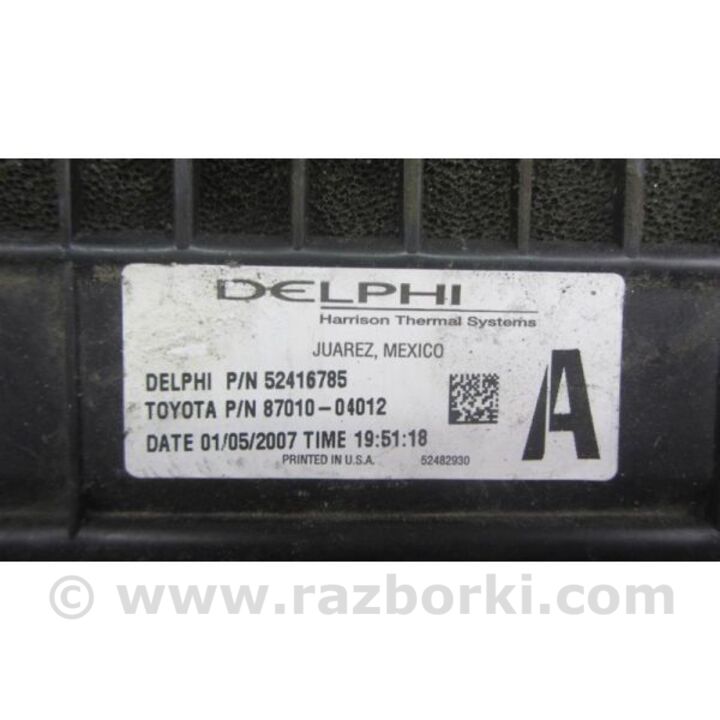 DELPHI
Harrison Thermal Systems
JUAREZ, MEXICO
DELPHI P/N 52416785
TOYOTA P/N 87010-04012
DATE 01/05/2007 TIME 19:51:18
PRINTED IN U.S.A. 52482930
A
© www.razborki.com